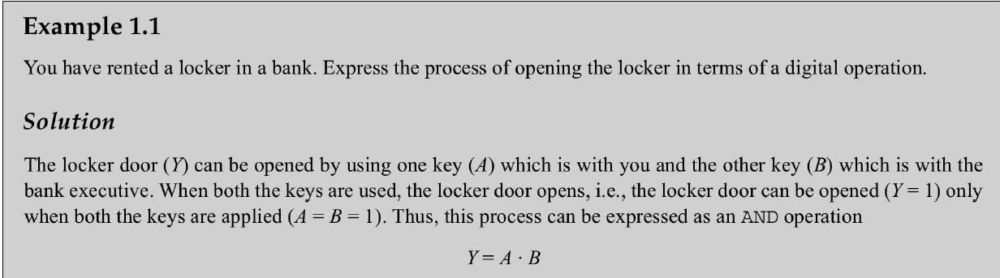 Example 1.1
You have rented a locker in a bank. Express the process of opening the locker in terms of a digital operation.
Solution
The locker door (Y) can be opened by using one key (A) which is with you and the other key (B) which is with the
bank executive. When both the keys are used, the locker door opens, i.e., the locker door can be opened (Y = 1) only
when both the keys are applied (A = B = 1). Thus, this process can be expressed as an AND operation
Y = A · B